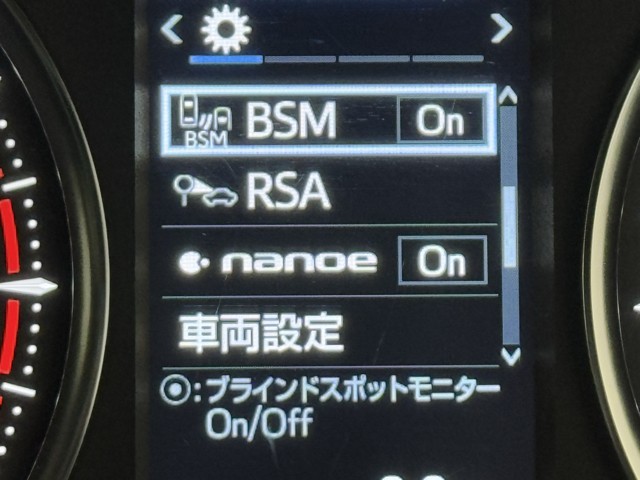 BSM BSM On
RSA
nanoe On
車両設定
◎:ブラインドスポットモニター
On/Off